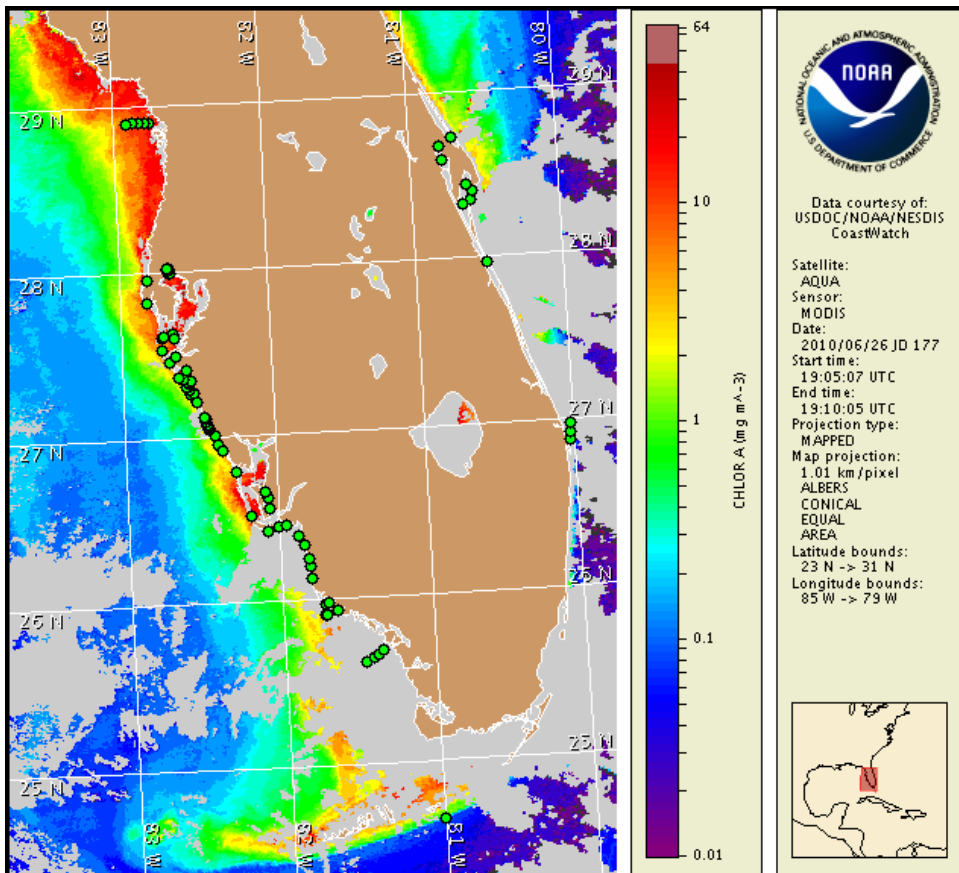 83 W
82 W
81 W
80 W
29 N
29 N
28 N
28 N
27 N
27 N
26 N
26 N
25 N
25 N
83 W
82 W
81 W
64
10
1
0.1
0.01
CHLOR A (mg m^-3)
NATIONAL OCEANIC AND ATMOSPHERIC ADMINISTRATION
NOAA
U.S. DEPARTMENT OF COMMERCE
Data courtesy of:
USDOC/NOAA/NESDIS
CoastWatch
Satellite:
AQUA
Sensor:
MODIS
Date:
2010/06/26 JD 177
Start time:
19:05:07 UTC
End time:
19:10:05 UTC
Projection type:
MAPPED
Map projection:
1.01 km/pixel
ALBERS
CONICAL
EQUAL
AREA
Latitude bounds:
23 N -> 31 N
Longitude bounds:
85 W -> 79 W